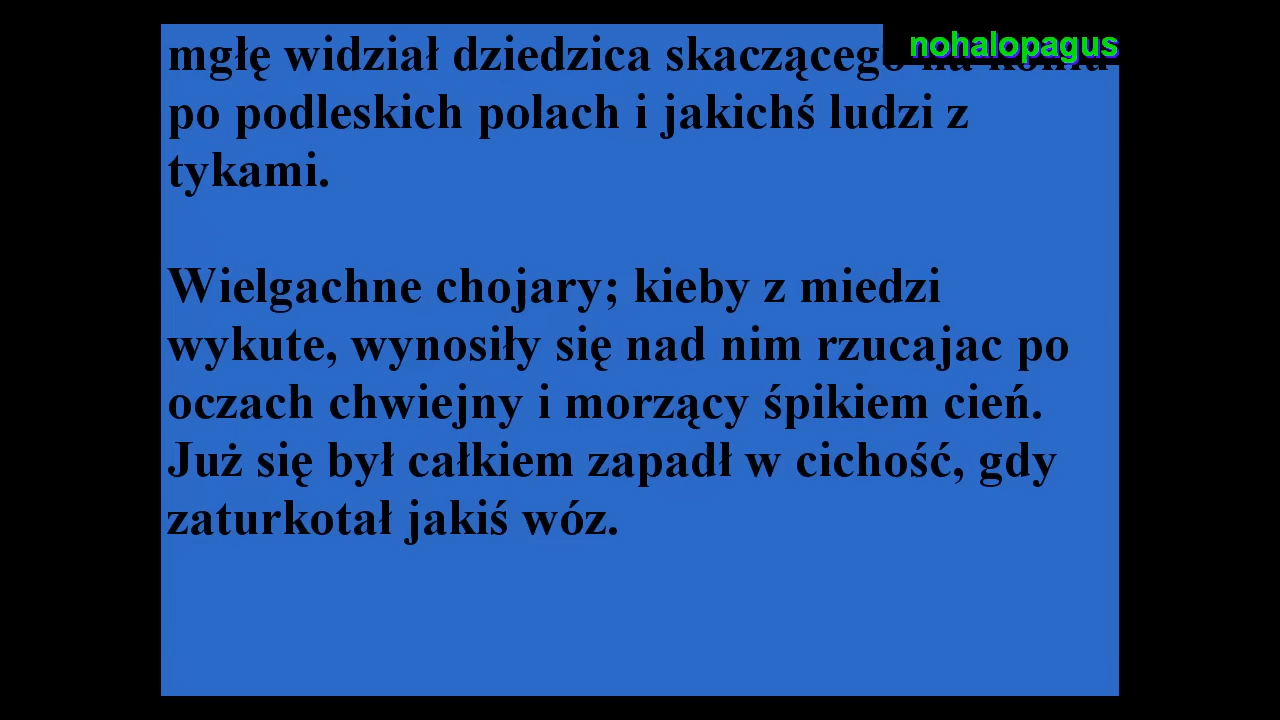 mgłę widział dziedzica skaczącego
nohalopagus
po podleskich polach i jakichś ludzi z
tykami.
Wielgachne chojary; kieby z miedzi
wykute, wynosiły się nad nim rzucajac po
oczach chwiejny i morzący śpikiem cień.
Już się był całkiem zapadł w cichość, gdy
zaturkotał jakiś wóz.